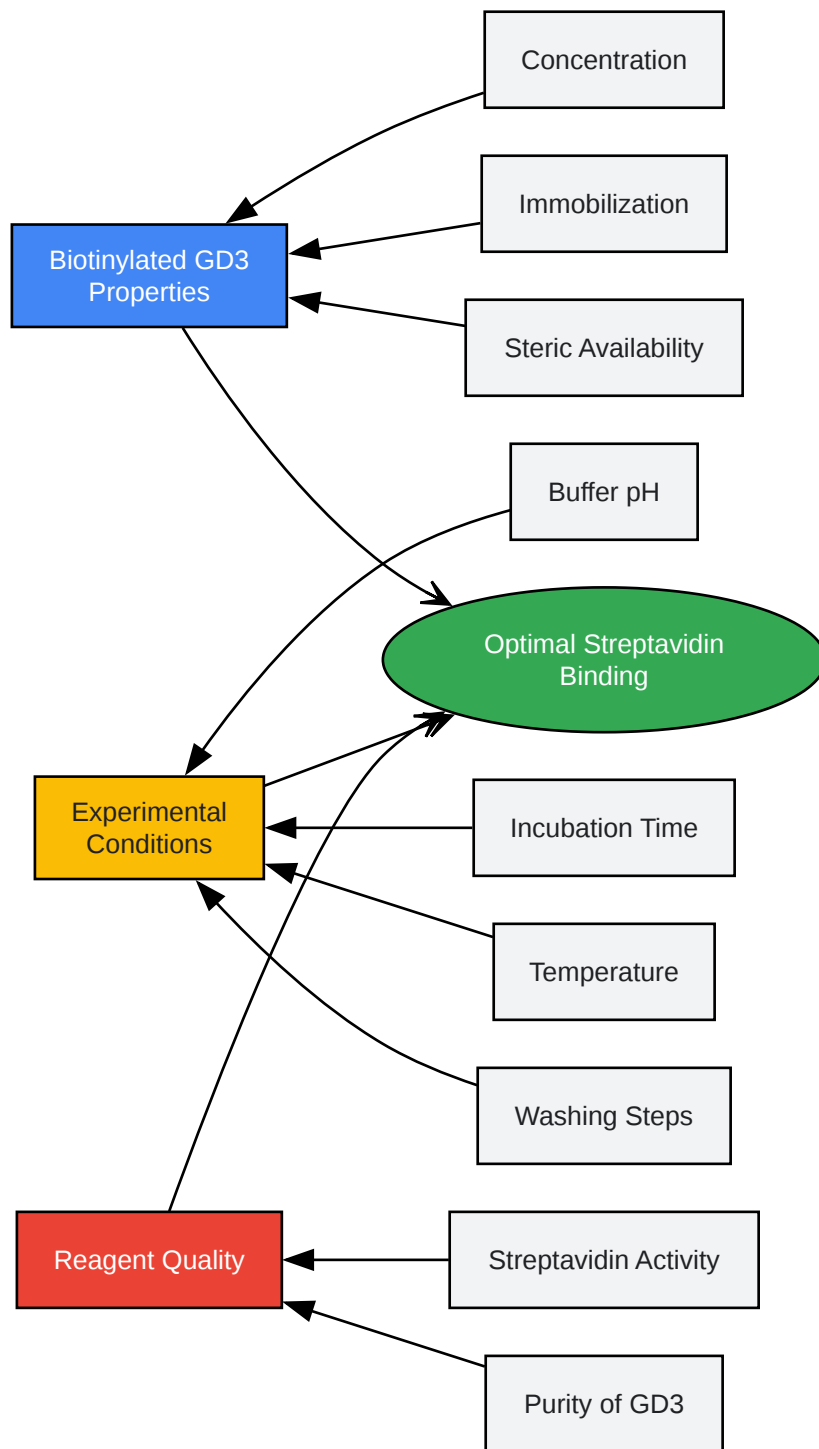 Concentration
Immobilization
Biotinylated GD3
Properties
Steric Availability
Buffer pH
Optimal Streptavidin
Binding
Experimental
Conditions
Incubation Time
Temperature
Washing Steps
Reagent Quality
Streptavidin Activity
Purity of GD3